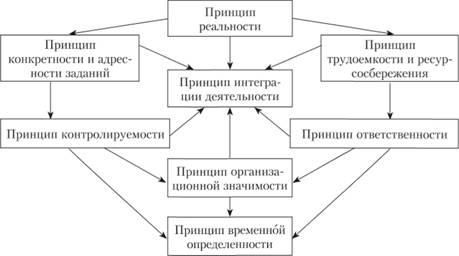 Принцип
реальности
Принцип
конкретности и адрес-
ности заданий
Принцип
трудоемкости и ресур-
сосбережения
Принцип интегра-
ции деятельности
Принцип контролируемости
Принцип ответственности
Принцип организа-
ционной значимости
Принцип временно́й
определенности